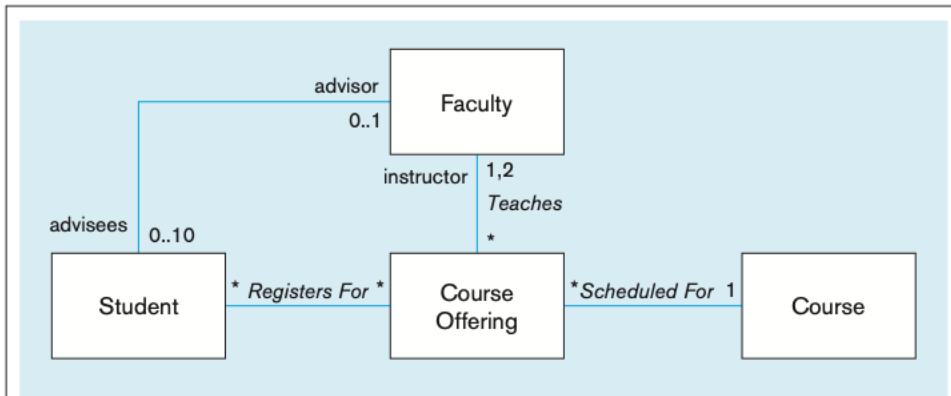 advisor
Faculty
0..1
instructor
1,2
Teaches
advisees
0..10
*
Student
* Registers For *
Course
Offering
*Scheduled For 1
Course